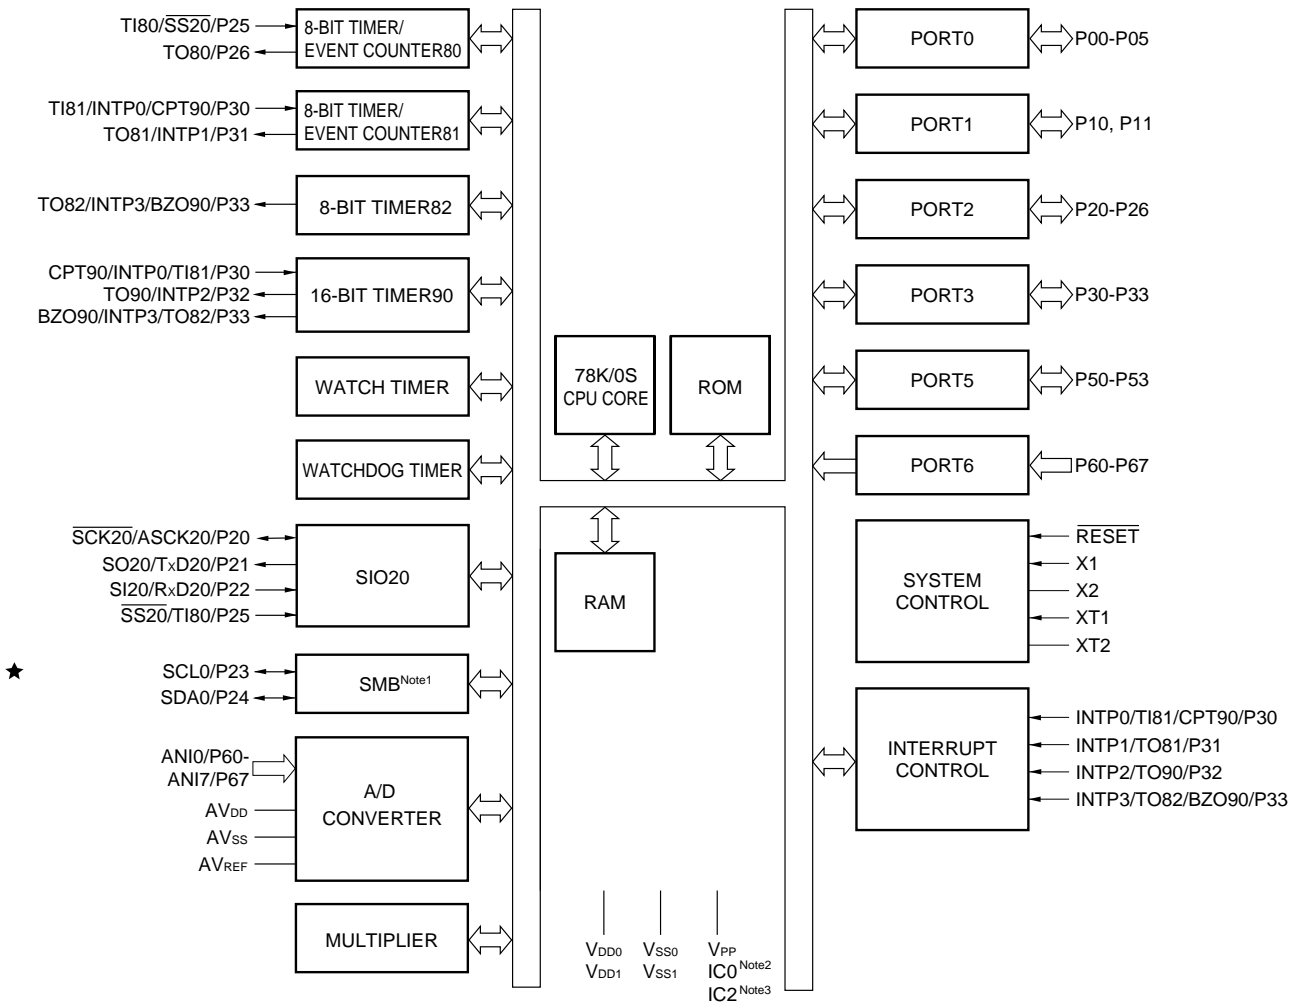 TI80/SS20/P25
TO80/P26
8-BIT TIMER/
EVENT COUNTER80
TI81/INTP0/CPT90/P30
TO81/INTP1/P31
8-BIT TIMER/
EVENT COUNTER81
TO82/INTP3/BZO90/P33
8-BIT TIMER82
CPT90/INTP0/TI81/P30
TO90/INTP2/P32
BZO90/INTP3/TO82/P33
16-BIT TIMER90
WATCH TIMER
WATCHDOG TIMER
SCK20/ASCK20/P20
SO20/TxD20/P21
SI20/RxD20/P22
SS20/TI80/P25
SIO20
★
SCL0/P23
SDA0/P24
SMBNote1
ANI0/P60-
ANI7/P67
AVDD
AVSS
AVREF
A/D
CONVERTER
MULTIPLIER
78K/0S
CPU CORE
ROM
RAM
VDD0
VDD1
VSS0
VSS1
VPP
IC0Note2
IC2Note3
PORT0
P00-P05
PORT1
P10, P11
PORT2
P20-P26
PORT3
P30-P33
PORT5
P50-P53
PORT6
P60-P67
SYSTEM
CONTROL
RESET
X1
X2
XT1
XT2
INTERRUPT
CONTROL
INTP0/TI81/CPT90/P30
INTP1/TO81/P31
INTP2/TO90/P32
INTP3/TO82/BZO90/P33